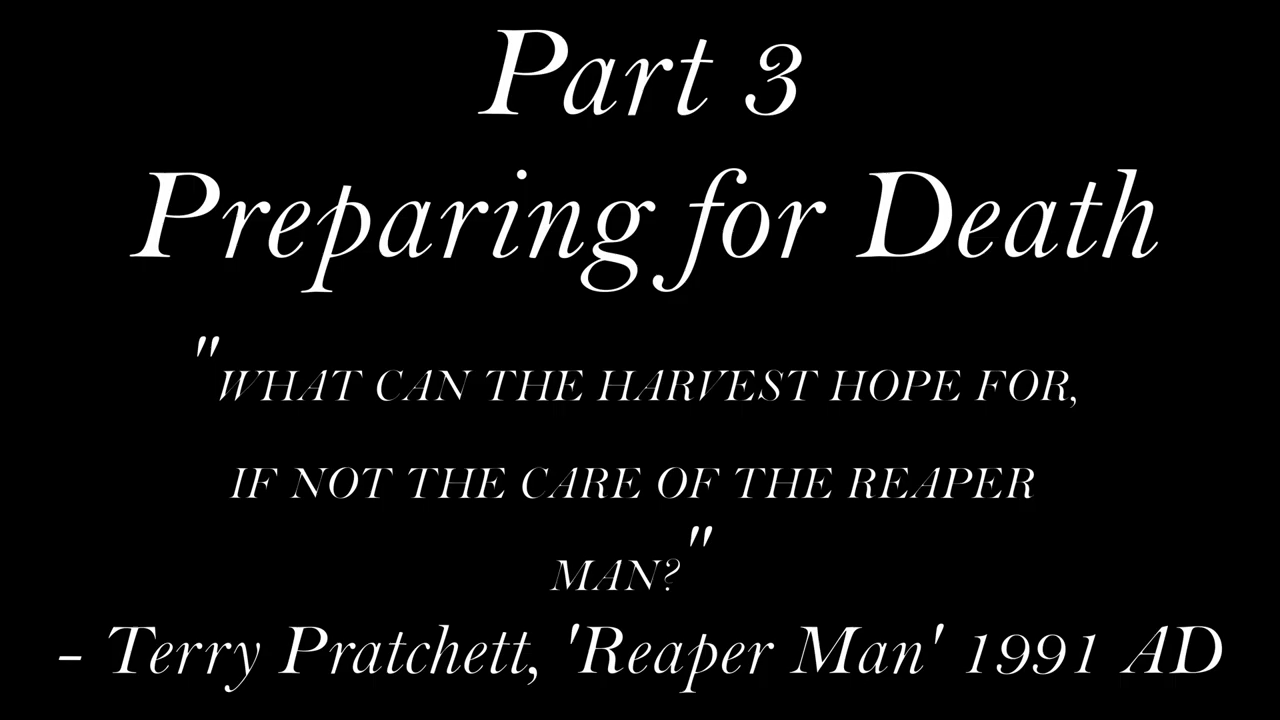 Part 3
Preparing for Death
"WHAT CAN THE HARVEST HOPE FOR,
IF NOT THE CARE OF THE REAPER
MAN?"
- Terry Pratchett, 'Reaper Man' 1991 AD